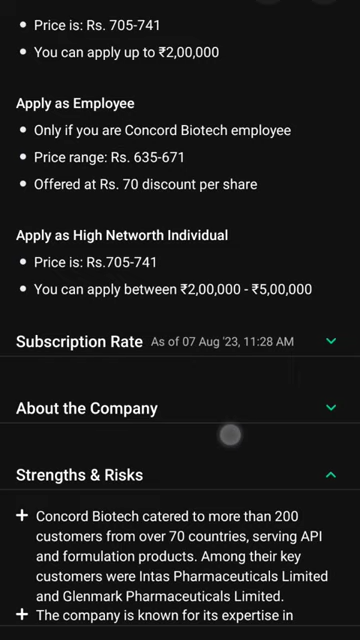 Price is: Rs. 705-741
You can apply up to ₹2,00,000
Apply as Employee
Only if you are Concord Biotech employee
Price range: Rs. 635-671
Offered at Rs. 70 discount per share
Apply as High Networth Individual
Price is: Rs.705-741
You can apply between ₹2,00,000 - ₹5,00,000
Subscription Rate As of 07 Aug '23, 11:28 AM
About the Company
Strengths & Risks
+ Concord Biotech catered to more than 200
customers from over 70 countries, serving API
and formulation products. Among their key
customers were Intas Pharmaceuticals Limited
and Glenmark Pharmaceuticals Limited.
+ The company is known for its expertise in